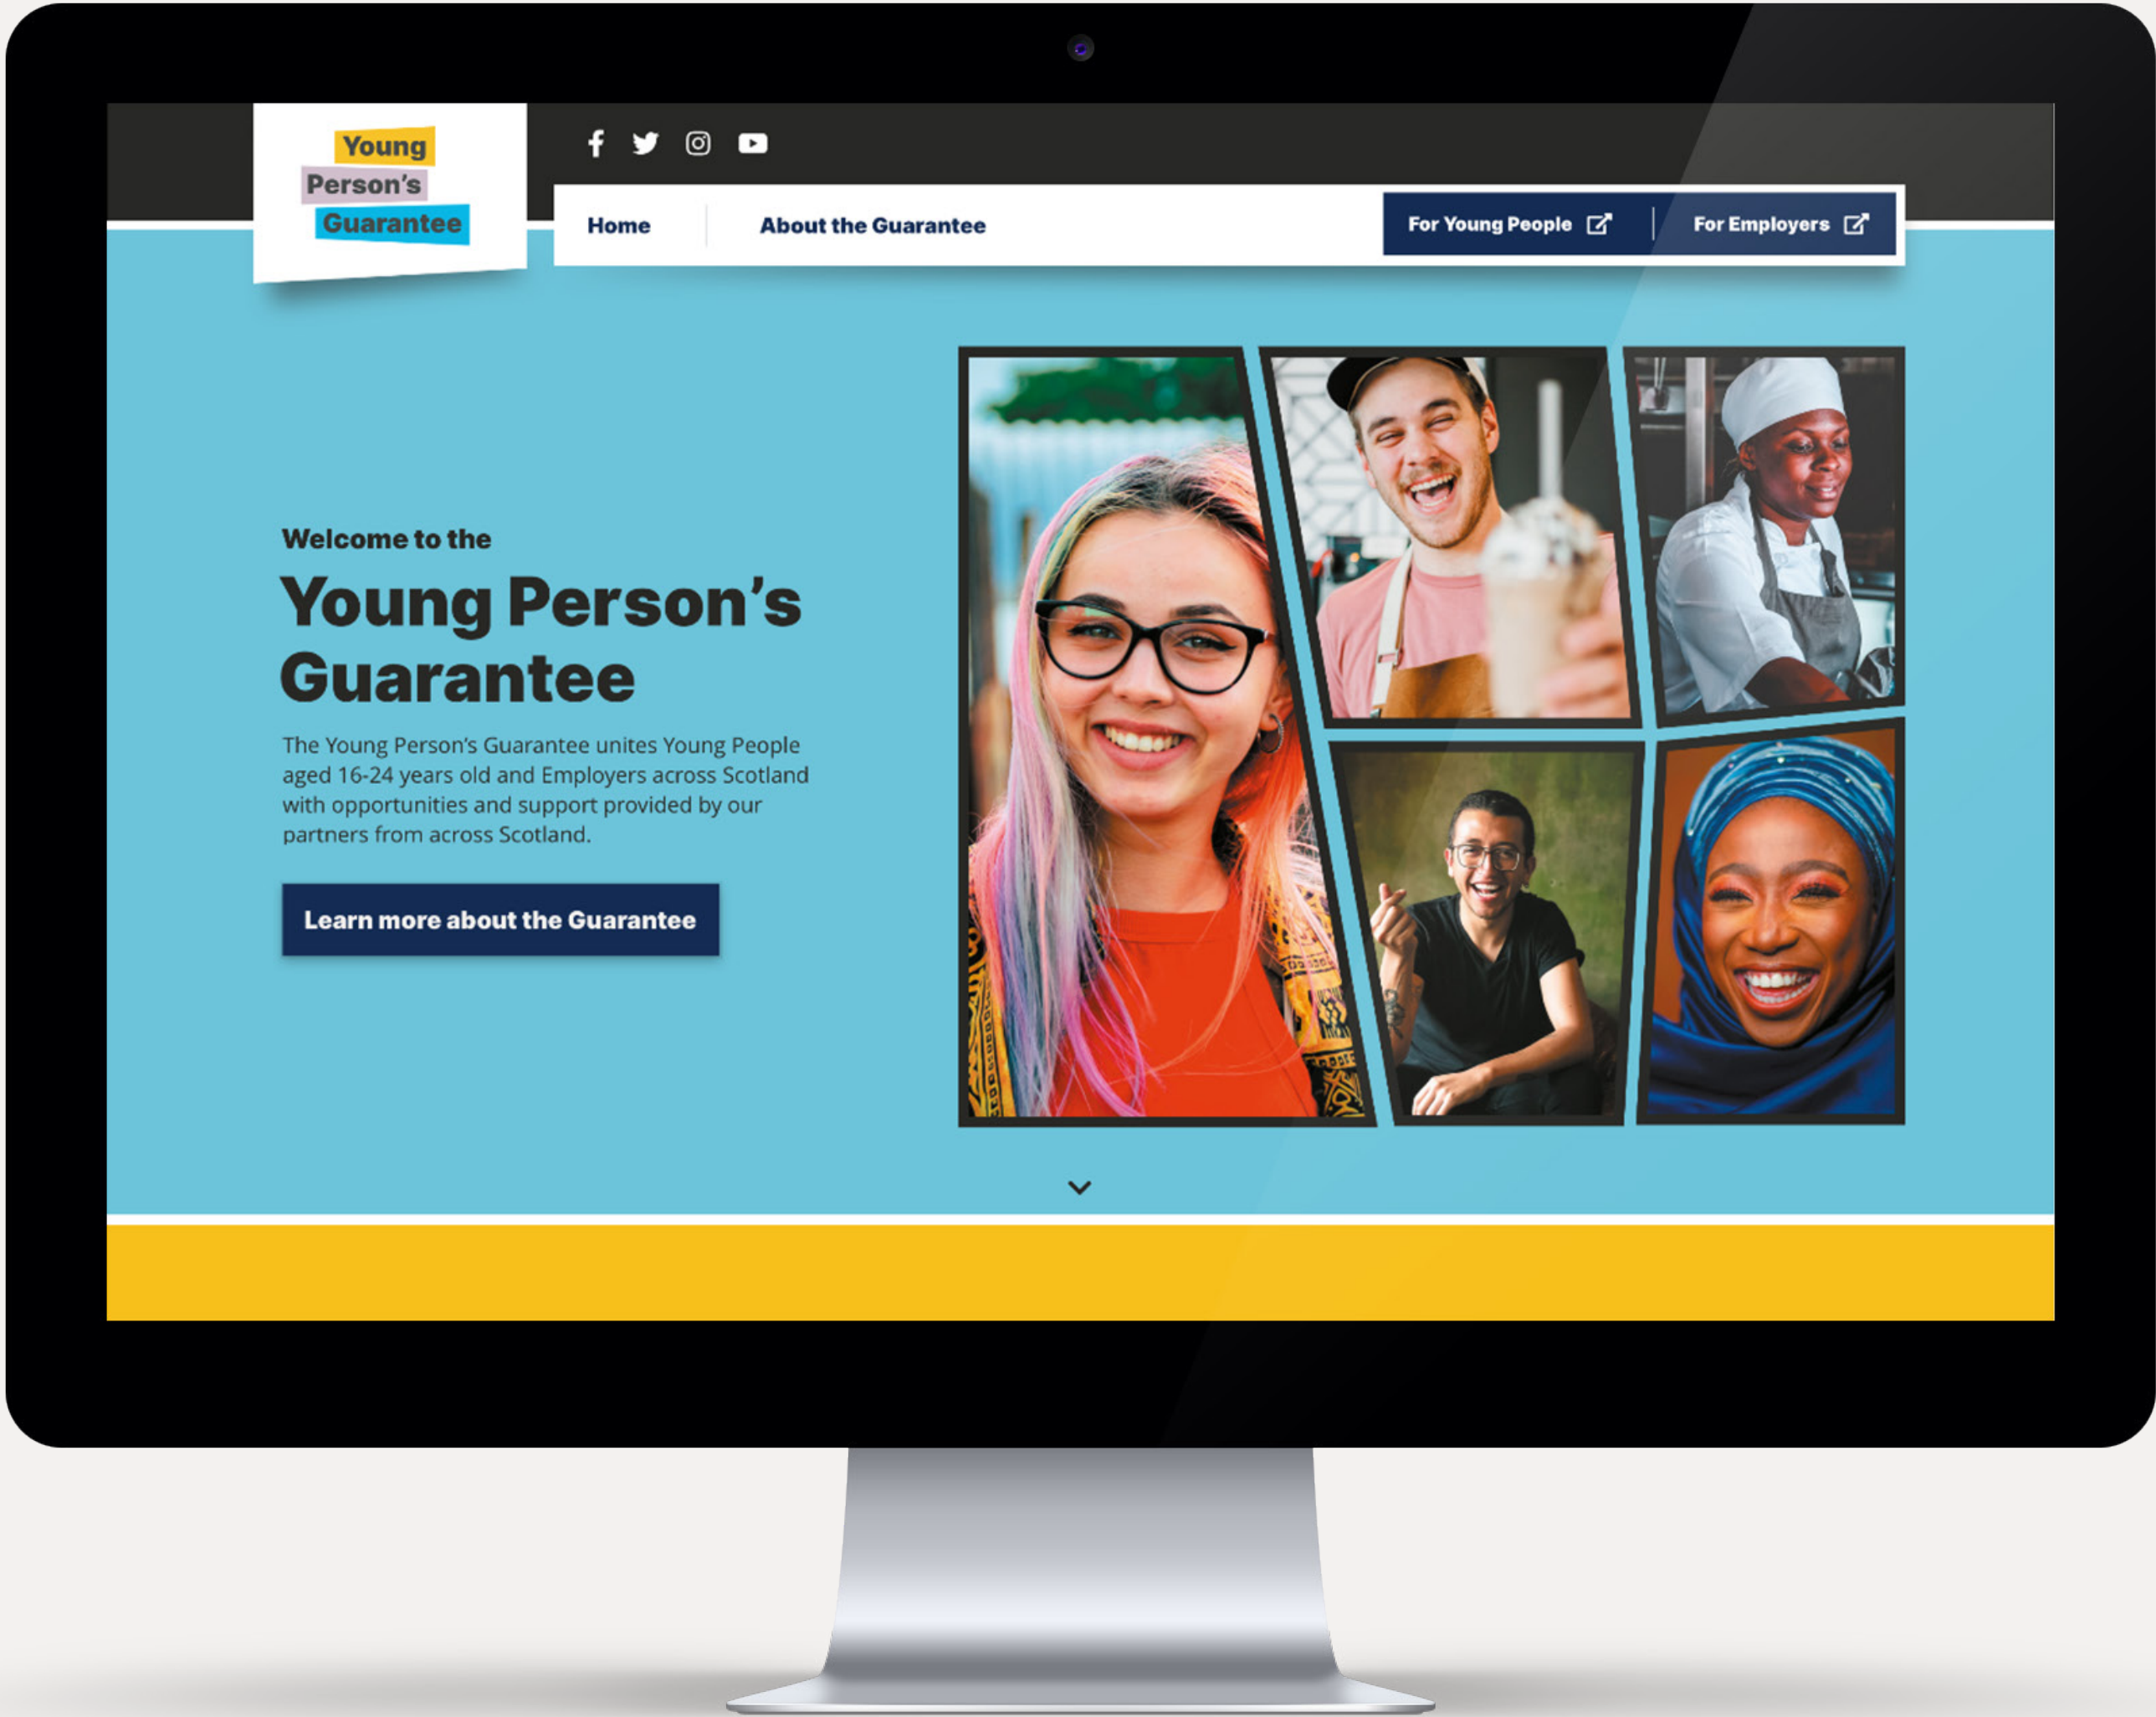 Young
Person's
Guarantee
Home
About the Guarantee
For Young People
For Employers
Welcome to the
Young Person's
Guarantee
The Young Person's Guarantee unites Young People
aged 16-24 years old and Employers across Scotland
with opportunities and support provided by our
partners from across Scotland.
Learn more about the Guarantee